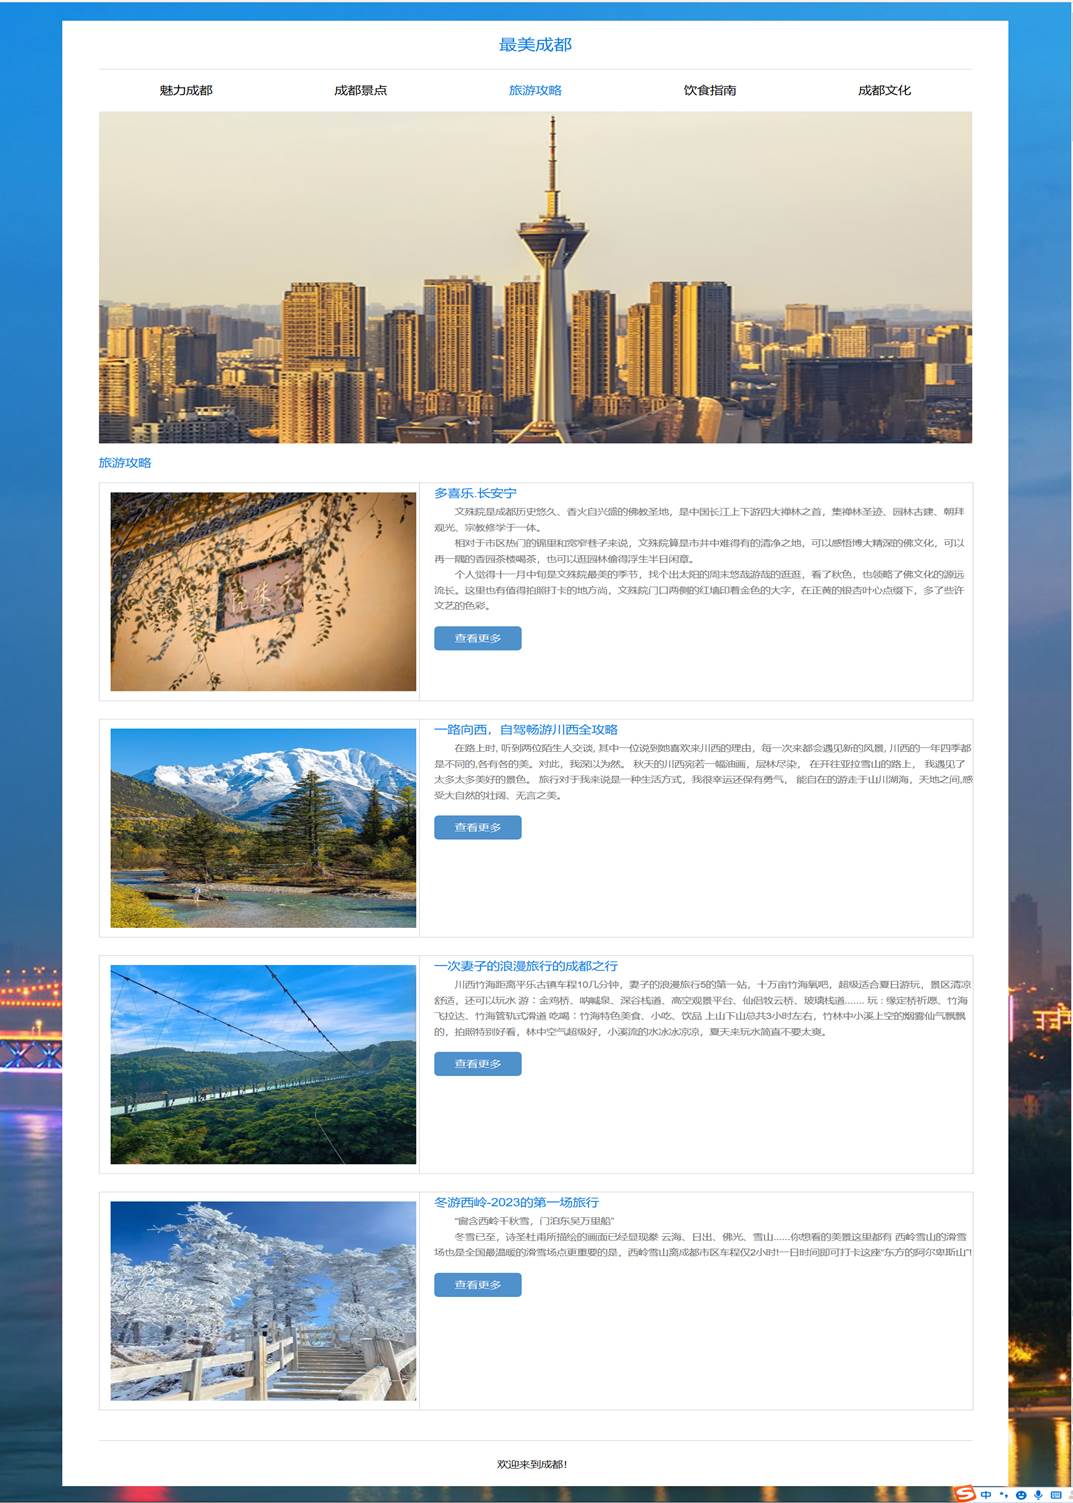 最美成都
魅力成都 成都景点 旅游攻略 饮食指南 成都文化
旅游攻略
多喜乐.长安宁
文殊院是成都历史悠久、香火自兴盛的佛教圣地，是中国长江上下游四大禅林之首，集禅林圣迹、园林古建、朝拜
观光、宗教修学于一体。
相对于市区热门的锦里和宽窄巷子来说，文殊院算是市井中难得有的清净之地，可以感悟博大精深的佛文化，可以
再一隅的香园茶楼喝茶，也可以逛园林偷得浮生半日闲章。
个人觉得十一月中旬是文殊院最美的季节，找个出太阳的周末悠哉游哉的逛逛，看了秋色，也领略了佛文化的源远
流长。这里也有值得拍照打卡的地方尚，文殊院门口两侧的红墙印着金色的大字，在正黄的银杏叶心点缀下，多了些许
文艺的色彩。
查看更多
一路向西，自驾畅游川西全攻略
在路上时, 听到两位陌生人交谈, 其中一位说到她喜欢来川西的理由，每一次来都会遇见新的风景, 川西的一年四季都
是不同的,各有各的美。对此，我深以为然。 秋天的川西宛若一幅油画，层林尽染， 在开往亚拉雪山的路上， 我遇见了
太多太多美好的景色。 旅行对于我来说是一种生活方式，我很幸运还保有勇气， 能自在的游走于山川湖海，天地之间,感
受大自然的壮阔、无言之美。
查看更多
一次妻子的浪漫旅行的成都之行
川西竹海距离平乐古镇车程10几分钟，妻子的浪漫旅行5的第一站，十万亩竹海氧吧，超级适合夏日游玩，景区清凉
舒适，还可以玩水 游：金鸡桥、呐喊泉、深谷栈道、高空观景平台、仙侣牧云桥、玻璃栈道....... 玩：缘定桥祈愿、竹海
飞拉达、竹海管轨式滑道 吃喝：竹海特色美食、小吃、饮品 上山下山总共3小时左右，竹林中小溪上空的烟雾仙气飘飘
的，拍照特别好看，林中空气超级好，小溪流的水冰冰凉凉，夏天来玩水简直不要太爽。
查看更多
冬游西岭-2023的第一场旅行
“窗含西岭千秋雪，门泊东吴万里船”
冬雪已至，诗圣杜甫所描绘的画面已经显现搽 云海、日出、佛光、雪山......你想看的美景这里都有 西岭雪山的滑雪
场也是全国最温暖的滑雪场点更重要的是，西岭雪山离成都市区车程仅2小时!一日时间即可打卡这座“东方的阿尔卑斯山”!
查看更多
欢迎来到成都!
中